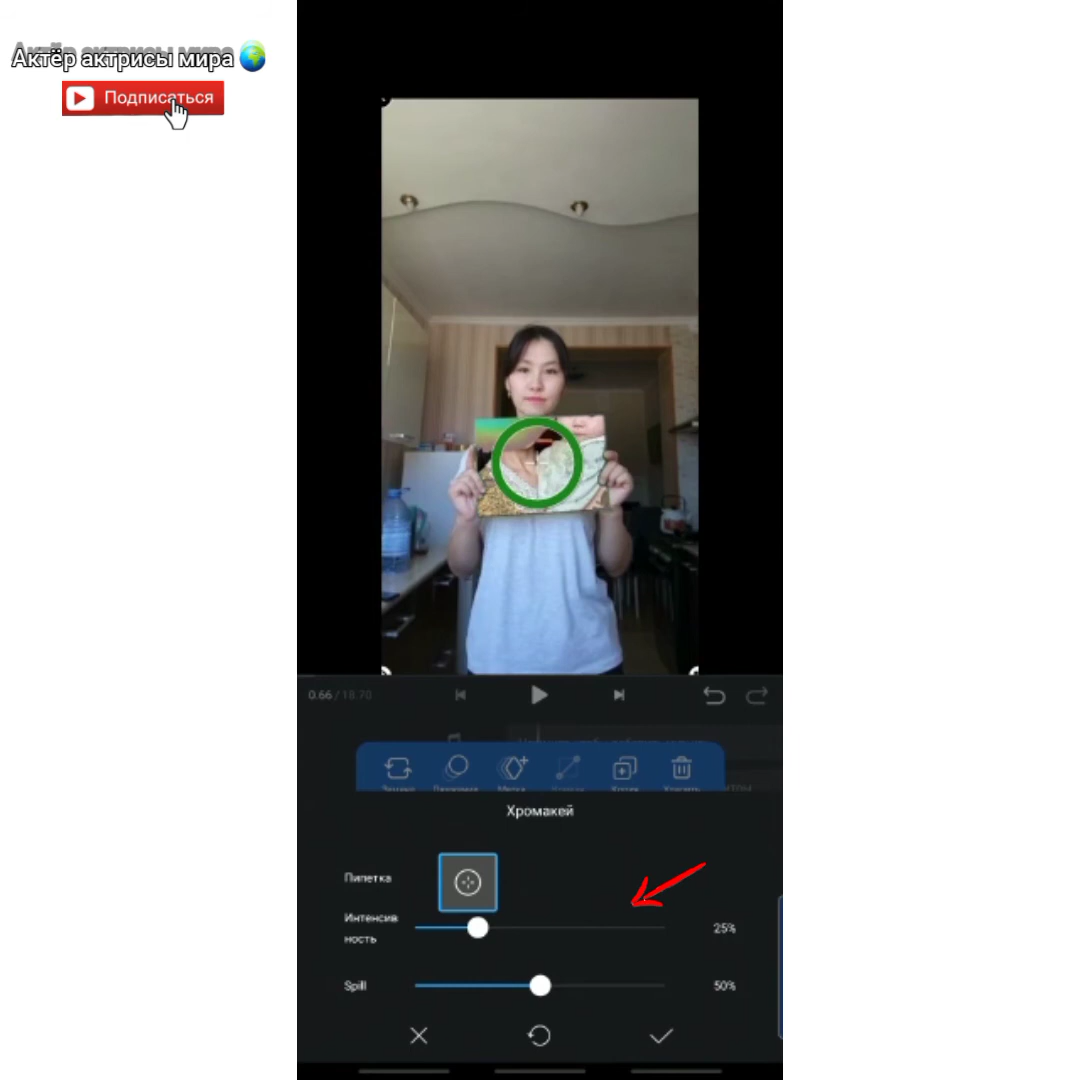 Актёр актрисы мира
Подписаться
0.66 / 18.70
Хромакей
Пипетка
Интенсив
ность
25%
Spill
50%